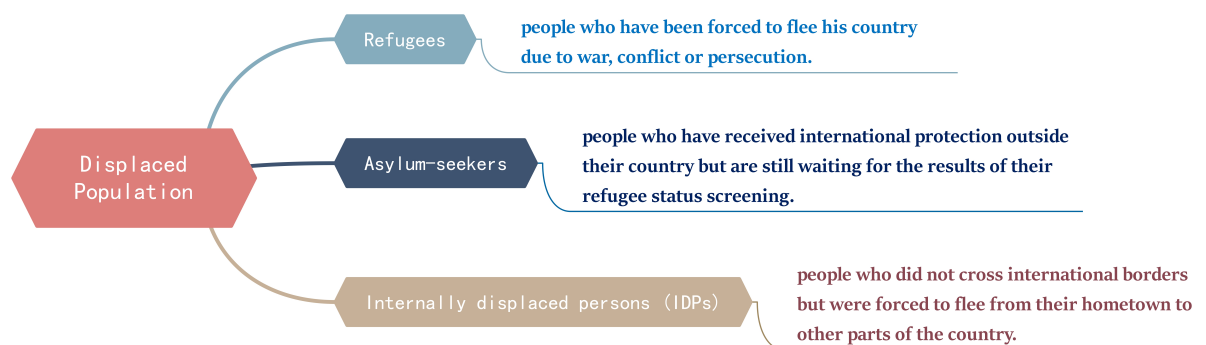 Displaced
Population
Refugees
people who have been forced to flee his country
due to war, conflict or persecution.
Asylum-seekers
people who have received international protection outside
their country but are still waiting for the results of their
refugee status screening.
Internally displaced persons (IDPs)
people who did not cross international borders
but were forced to flee from their hometown to
other parts of the country.